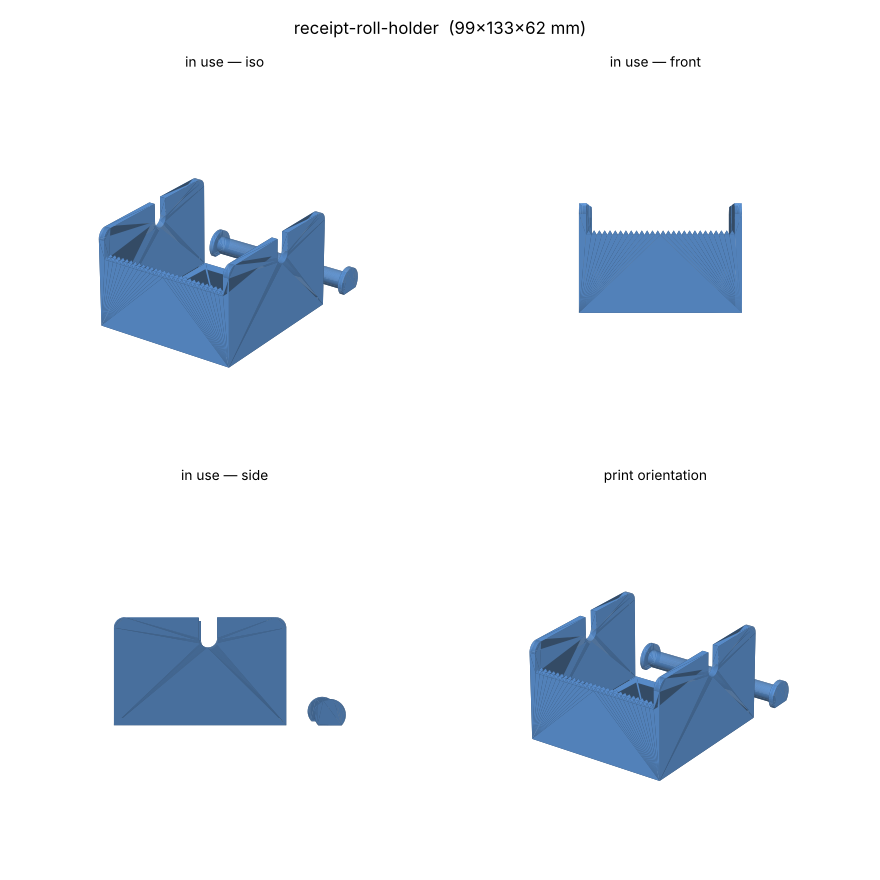 receipt-roll-holder  (99×133×62 mm)
in use — iso
in use — front
in use — side
print orientation